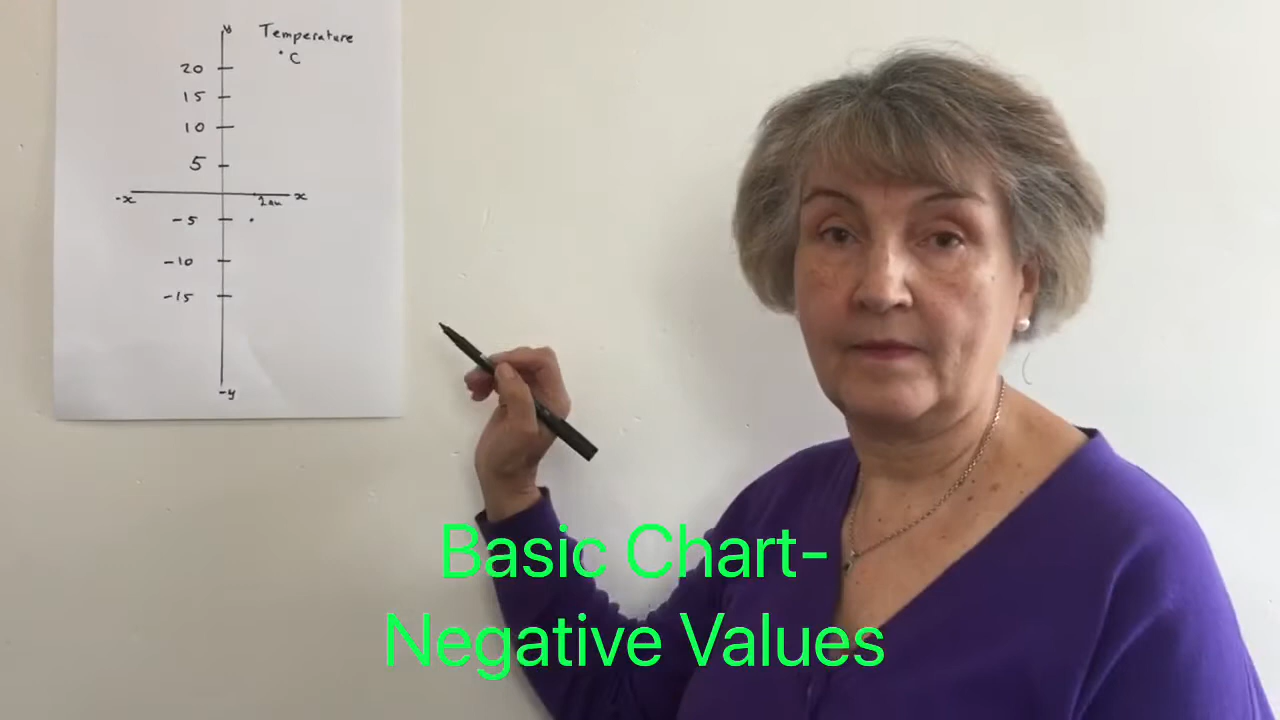 y
Temperature
°C
20
15
10
5
-x
x
-5
-10
-15
-y
Basic Chart-
Negative Values